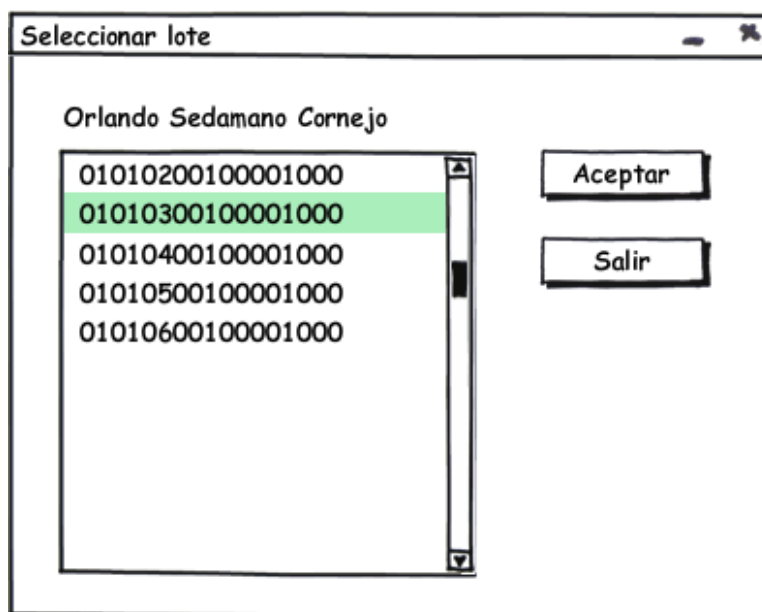 Seleccionar lote
Orlando Sedamano Cornejo
01010200100001000
01010300100001000
01010400100001000
01010500100001000
01010600100001000
Aceptar
Salir